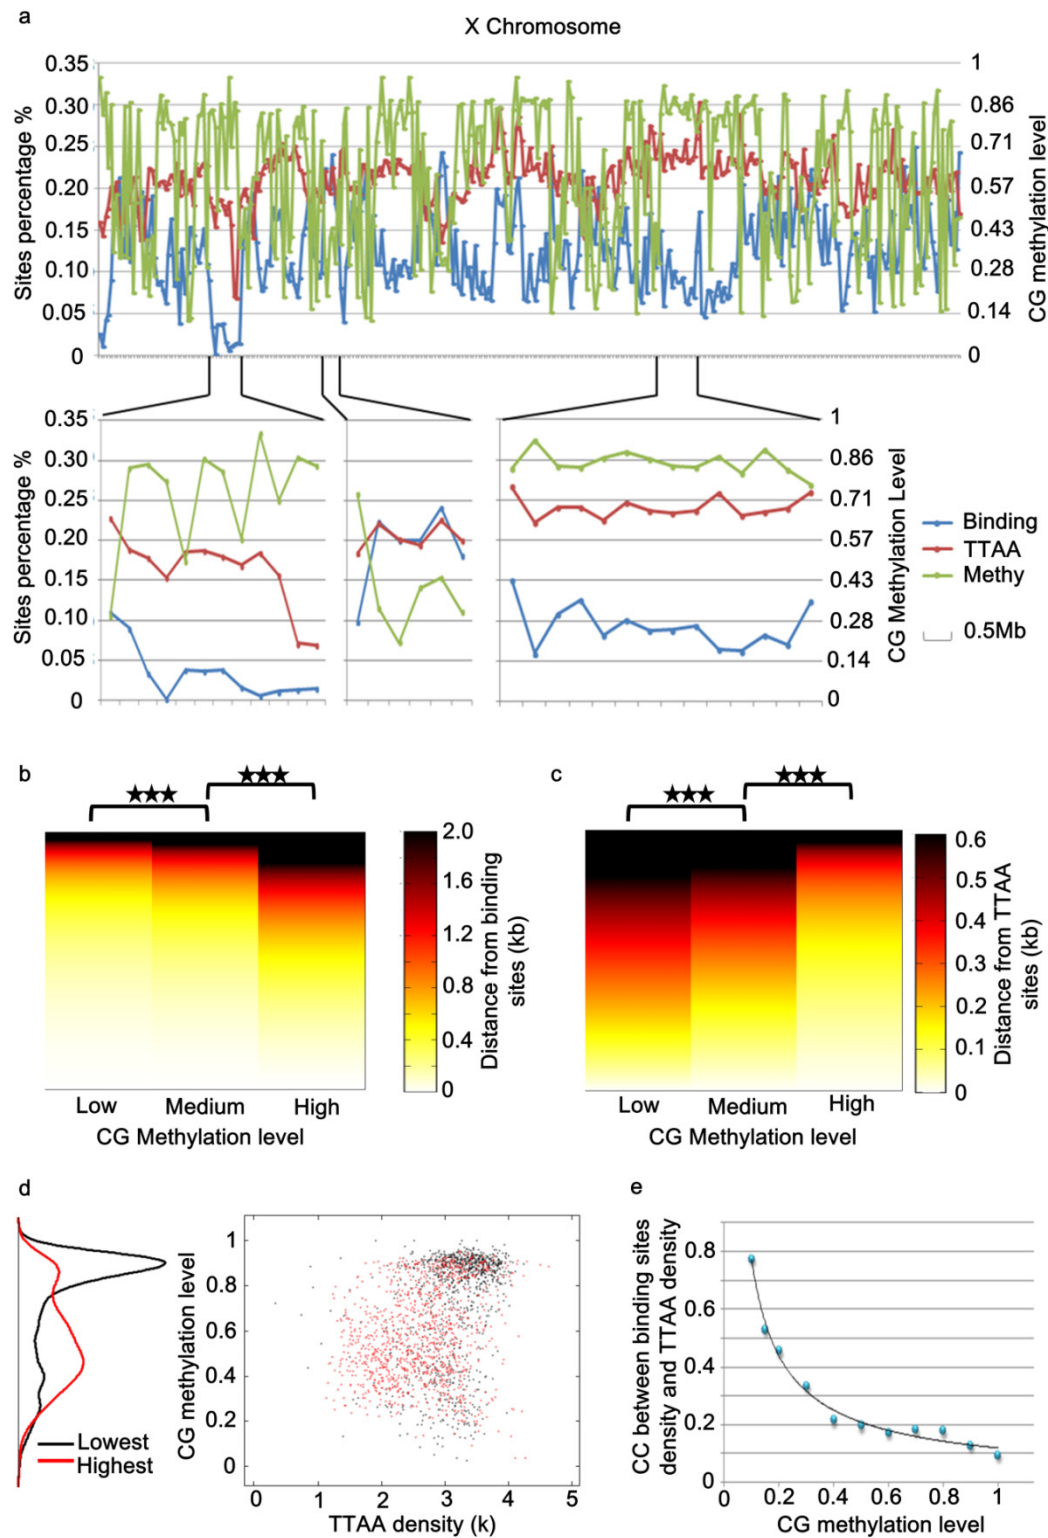 a
X Chromosome
Sites percentage %
0.35
0.30
0.25
0.20
0.15
0.10
0.05
0
1
0.86
0.71
0.57
0.43
0.28
0.14
0
CG methylation level
Sites percentage %
0.35
0.30
0.25
0.20
0.15
0.10
0.05
0
1
0.86
0.71
0.57
0.43
0.28
0.14
0
CG Methylation Level
Binding
TTAA
Methy
0.5Mb
b
★★★
★★★
2.0
1.6
1.2
0.8
0.4
0
Distance from binding
sites (kb)
Low Medium High
CG Methylation level
c
★★★
★★★
0.6
0.5
0.4
0.3
0.2
0.1
0
Distance from TTAA
sites (kb)
Low Medium High
CG Methylation level
d
Lowest
Highest
CG methylation level
1
0.8
0.6
0.4
0.2
0
0 1 2 3 4 5
TTAA density (k)
e
CC between binding sites
density and TTAA density
0.8
0.6
0.4
0.2
0
0 0.2 0.4 0.6 0.8 1
CG methylation level